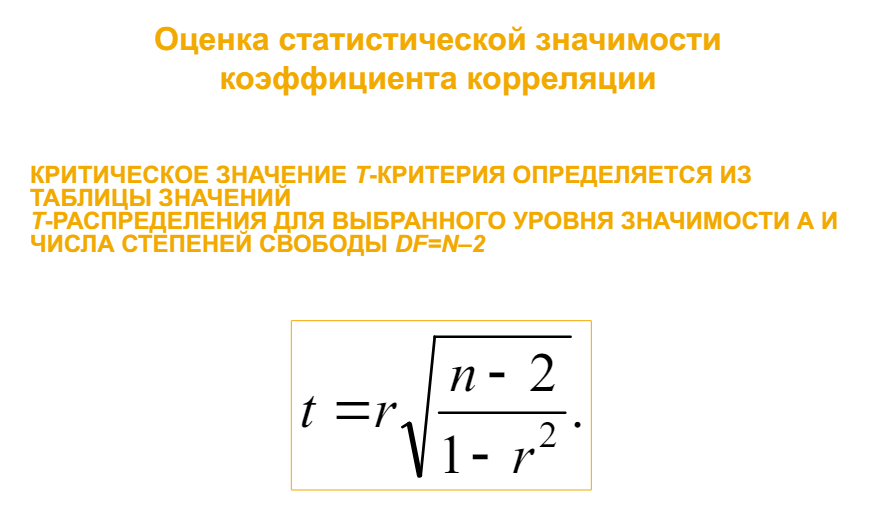 Оценка статистической значимости
коэффициента корреляции
КРИТИЧЕСКОЕ ЗНАЧЕНИЕ T-КРИТЕРИЯ ОПРЕДЕЛЯЕТСЯ ИЗ
ТАБЛИЦЫ ЗНАЧЕНИЙ
T-РАСПРЕДЕЛЕНИЯ ДЛЯ ВЫБРАННОГО УРОВНЯ ЗНАЧИМОСТИ А И
ЧИСЛА СТЕПЕНЕЙ СВОБОДЫ DF=N–2
t = r√((n - 2)/(1 - r²)).